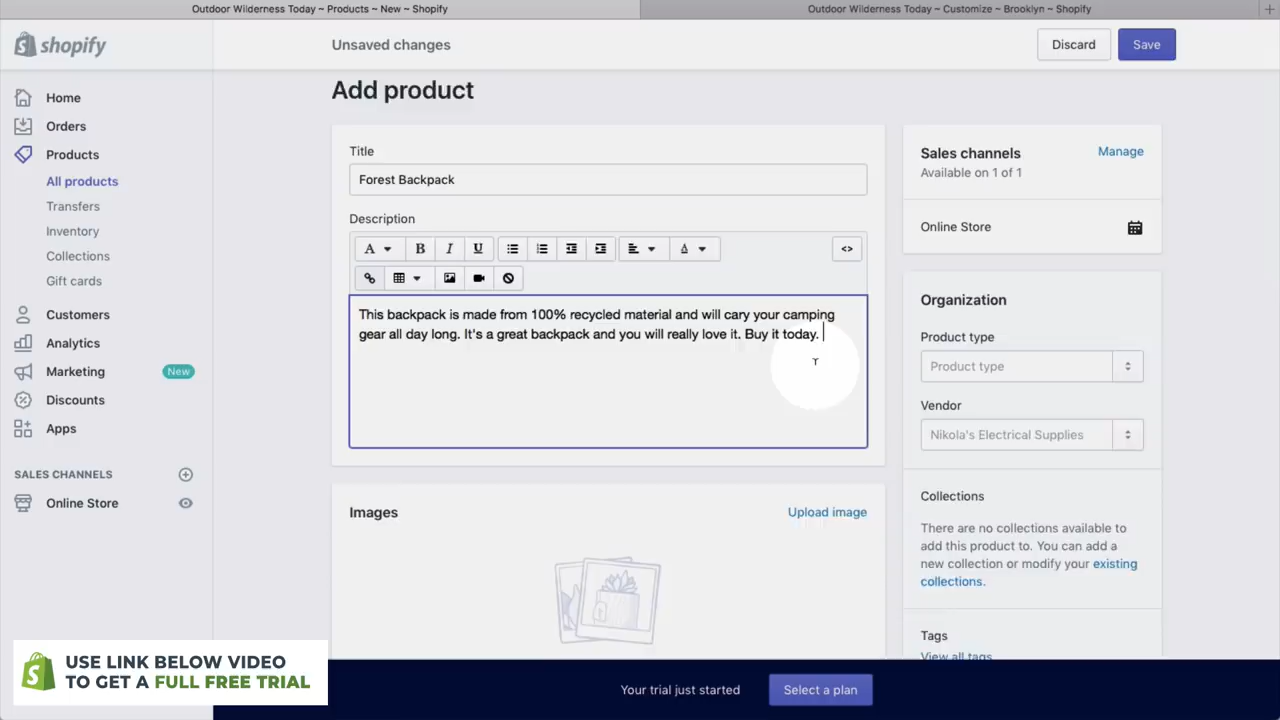 Outdoor Wilderness Today ~ Products ~ New ~ Shopify
Outdoor Wilderness Today ~ Customize ~ Brooklyn ~ Shopify
shopify
Unsaved changes
Discard
Save
Home
Orders
Products
All products
Transfers
Inventory
Collections
Gift cards
Customers
Analytics
Marketing
New
Discounts
Apps
SALES CHANNELS
Online Store
Add product
Title
Forest Backpack
Description
A
B
I
U
A
<>
This backpack is made from 100% recycled material and will cary your camping
gear all day long. It's a great backpack and you will really love it. Buy it today.
Images
Upload image
Sales channels
Manage
Available on 1 of 1
Online Store
Organization
Product type
Product type
Vendor
Nikola's Electrical Supplies
Collections
There are no collections available to
add this product to. You can add a
new collection or modify your existing
collections.
Tags
View all tags
USE LINK BELOW VIDEO
TO GET A FULL FREE TRIAL
Your trial just started
Select a plan